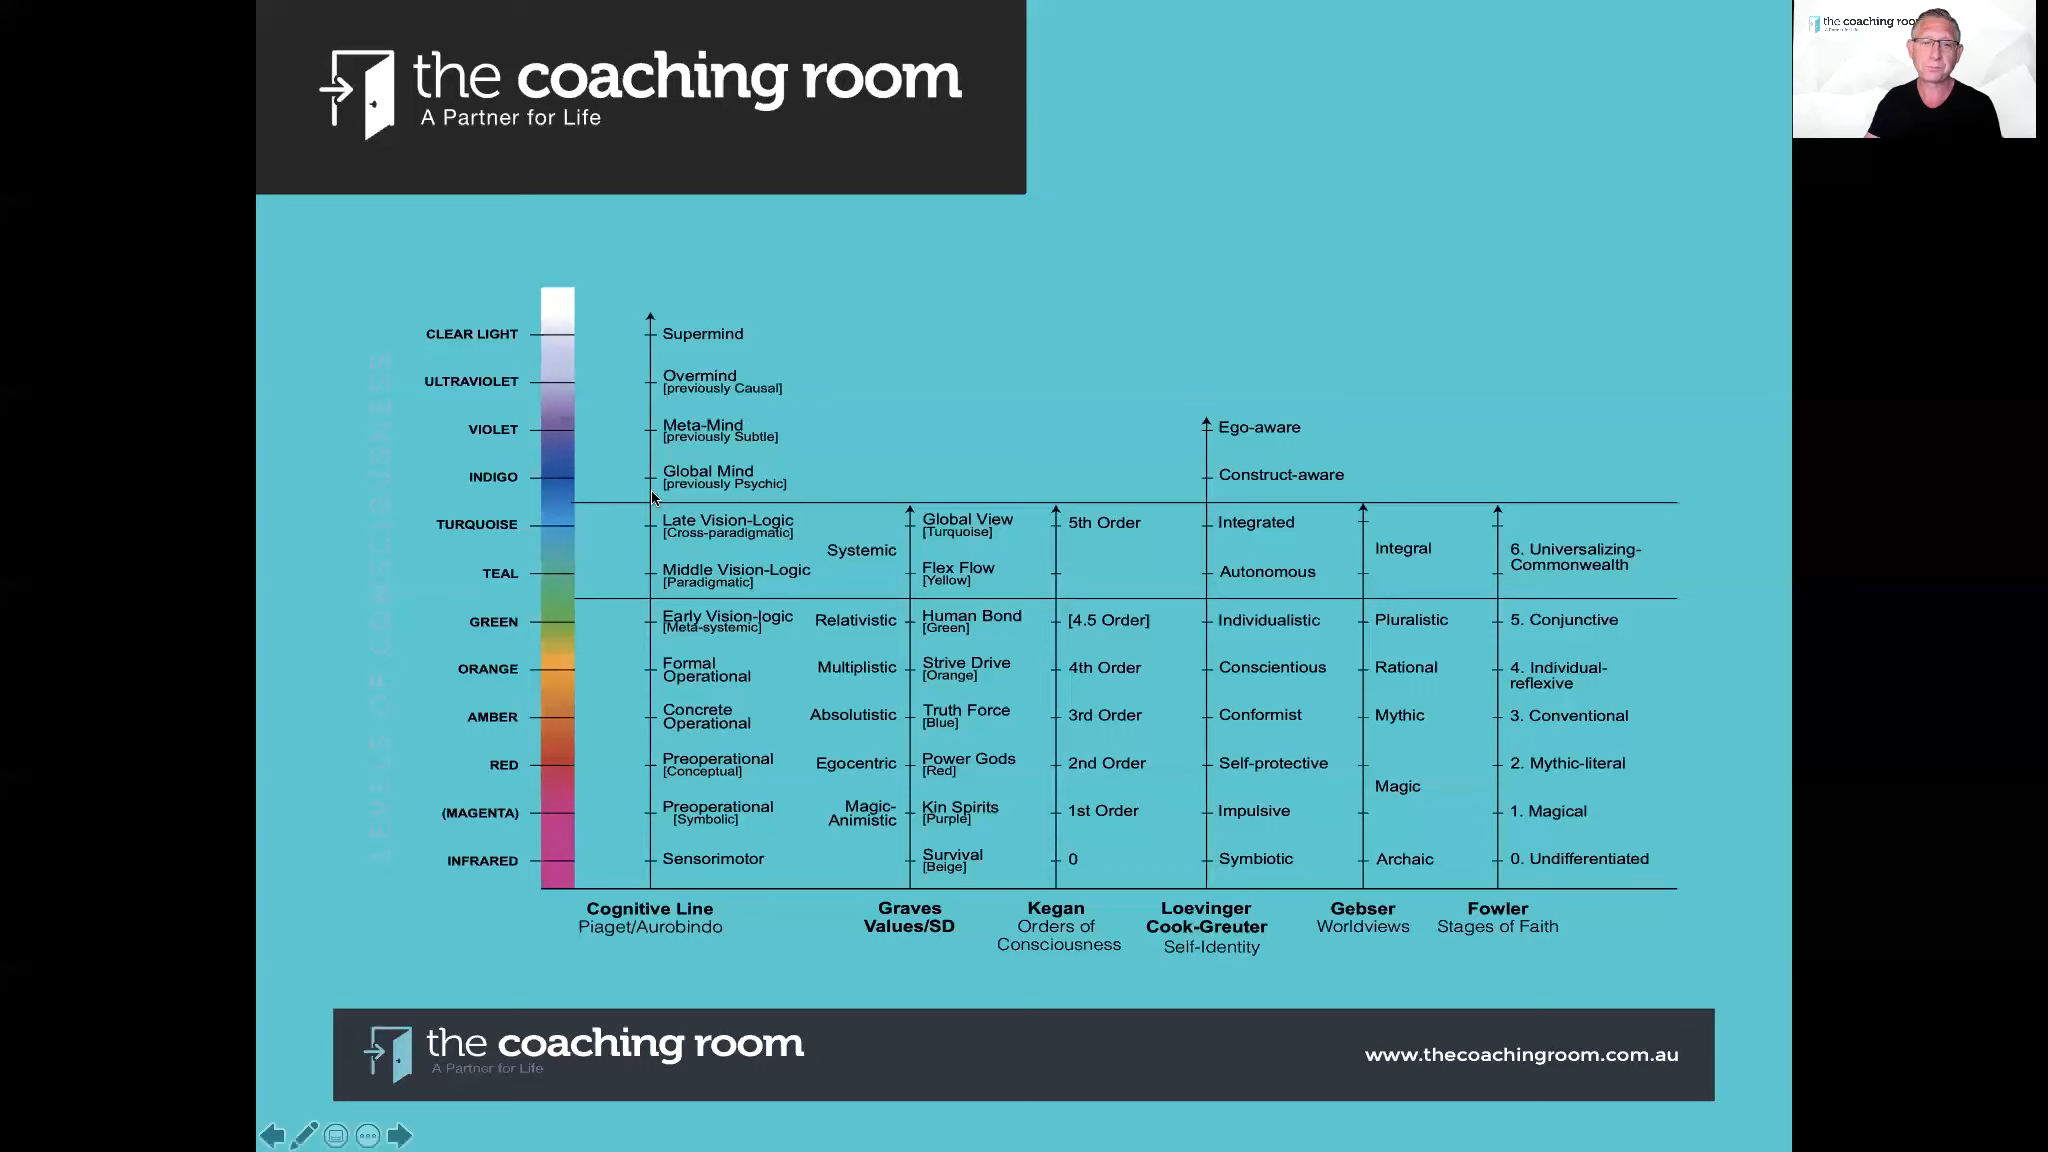 the coaching room
A Partner for Life
the coaching roo
A Partner for Life
LEVELS OF CONSCIOUSNESS
CLEAR LIGHT
ULTRAVIOLET
VIOLET
INDIGO
TURQUOISE
TEAL
GREEN
ORANGE
AMBER
RED
(MAGENTA)
INFRARED
Supermind
Overmind
[previously Causal]
Meta-Mind
[previously Subtle]
Global Mind
[previously Psychic]
Late Vision-Logic
[Cross-paradigmatic]
Middle Vision-Logic
[Paradigmatic]
Early Vision-logic
[Meta-systemic]
Formal
Operational
Concrete
Operational
Preoperational
[Conceptual]
Preoperational
[Symbolic]
Sensorimotor
Cognitive Line
Piaget/Aurobindo
Systemic
Relativistic
Multiplistic
Absolutistic
Egocentric
Magic-
Animistic
Global View
[Turquoise]
Flex Flow
[Yellow]
Human Bond
[Green]
Strive Drive
[Orange]
Truth Force
[Blue]
Power Gods
[Red]
Kin Spirits
[Purple]
Survival
[Beige]
Graves
Values/SD
5th Order
[4.5 Order]
4th Order
3rd Order
2nd Order
1st Order
0
Kegan
Orders of
Consciousness
Ego-aware
Construct-aware
Integrated
Autonomous
Individualistic
Conscientious
Conformist
Self-protective
Impulsive
Symbiotic
Loevinger
Cook-Greuter
Self-Identity
Integral
Pluralistic
Rational
Mythic
Magic
Archaic
Gebser
Worldviews
6. Universalizing-
Commonwealth
5. Conjunctive
4. Individual-
reflexive
3. Conventional
2. Mythic-literal
1. Magical
0. Undifferentiated
Fowler
Stages of Faith
the coaching room
A Partner for Life
www.thecoachingroom.com.au